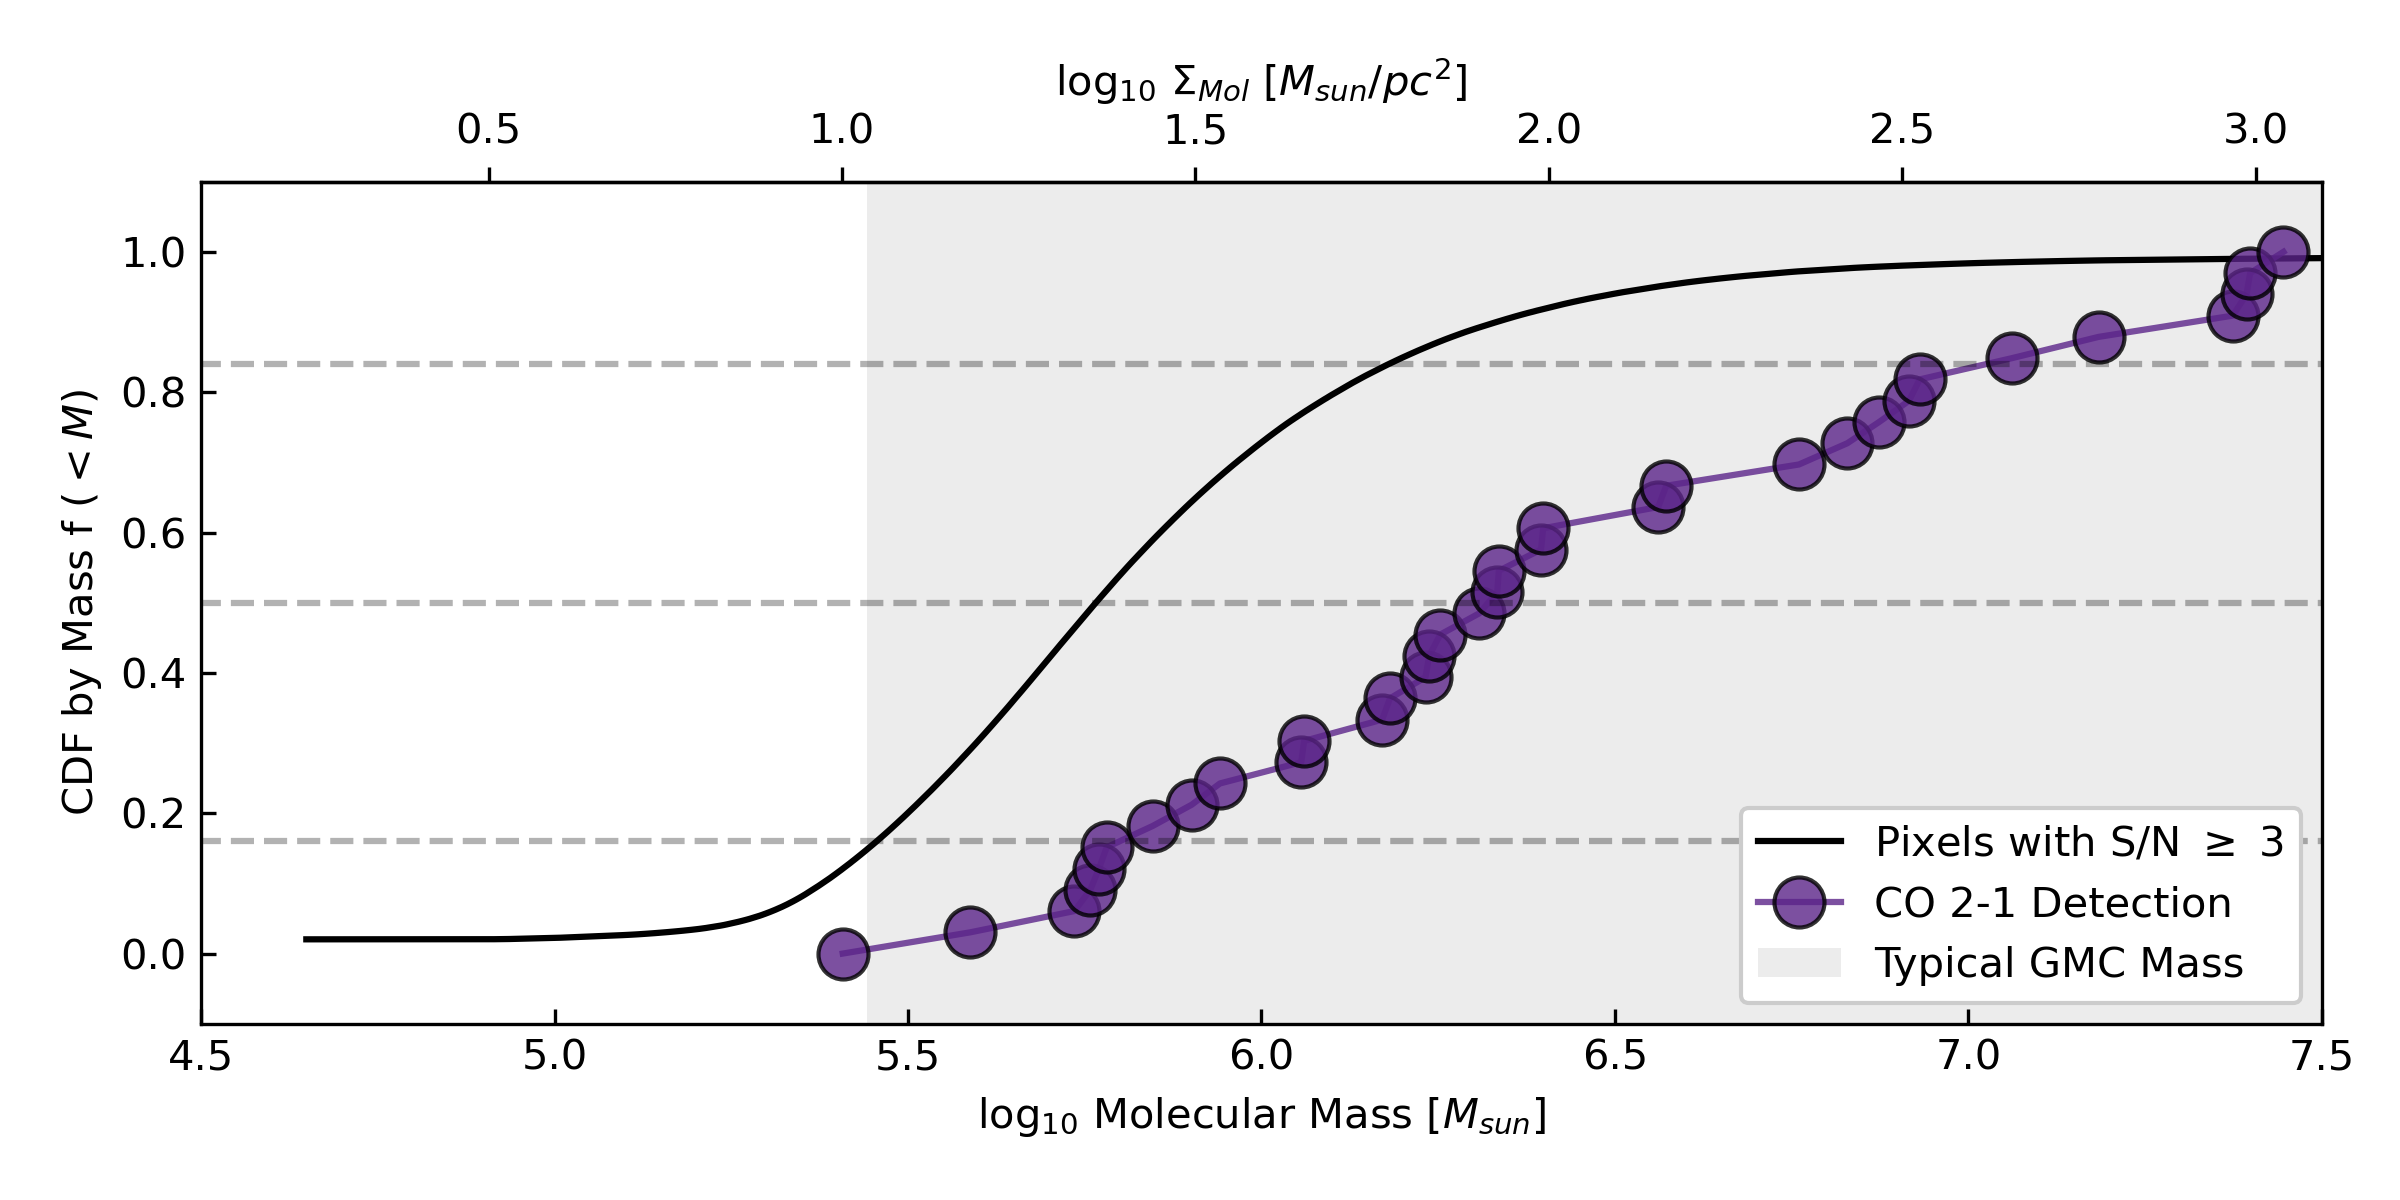 log₁₀ Σ_Mol [M_sun/pc²]
0.5 1.0 1.5 2.0 2.5 3.0
CDF by Mass f ( < M)
1.0
0.8
0.6
0.4
0.2
0.0
Pixels with S/N ≥ 3
CO 2-1 Detection
Typical GMC Mass
4.5 5.0 5.5 6.0 6.5 7.0 7.5
log₁₀ Molecular Mass [M_sun]